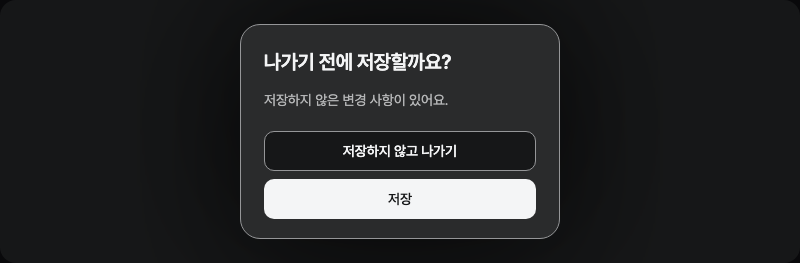 나가기 전에 저장할까요?
저장하지 않은 변경 사항이 있어요.
저장하지 않고 나가기
저장